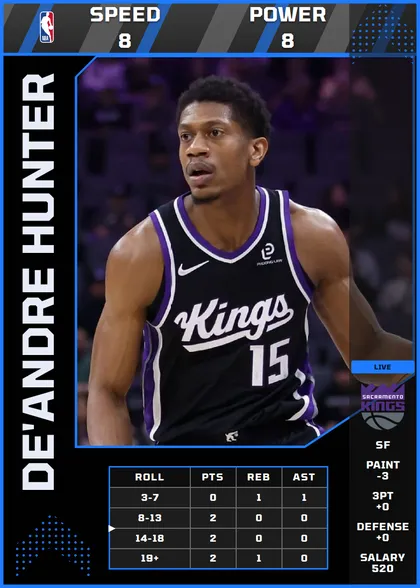 SPEED
8
POWER
8
NBA
DE'ANDRE HUNTER
Kings
15
LIVE
SACRAMENTO
KINGS
SF
PAINT
-3
3PT
+0
DEFENSE
+0
SALARY
520
ROLL PTS REB AST
3-7 0 1 1
8-13 2 0 0
14-18 2 0 0
19+ 2 1 0